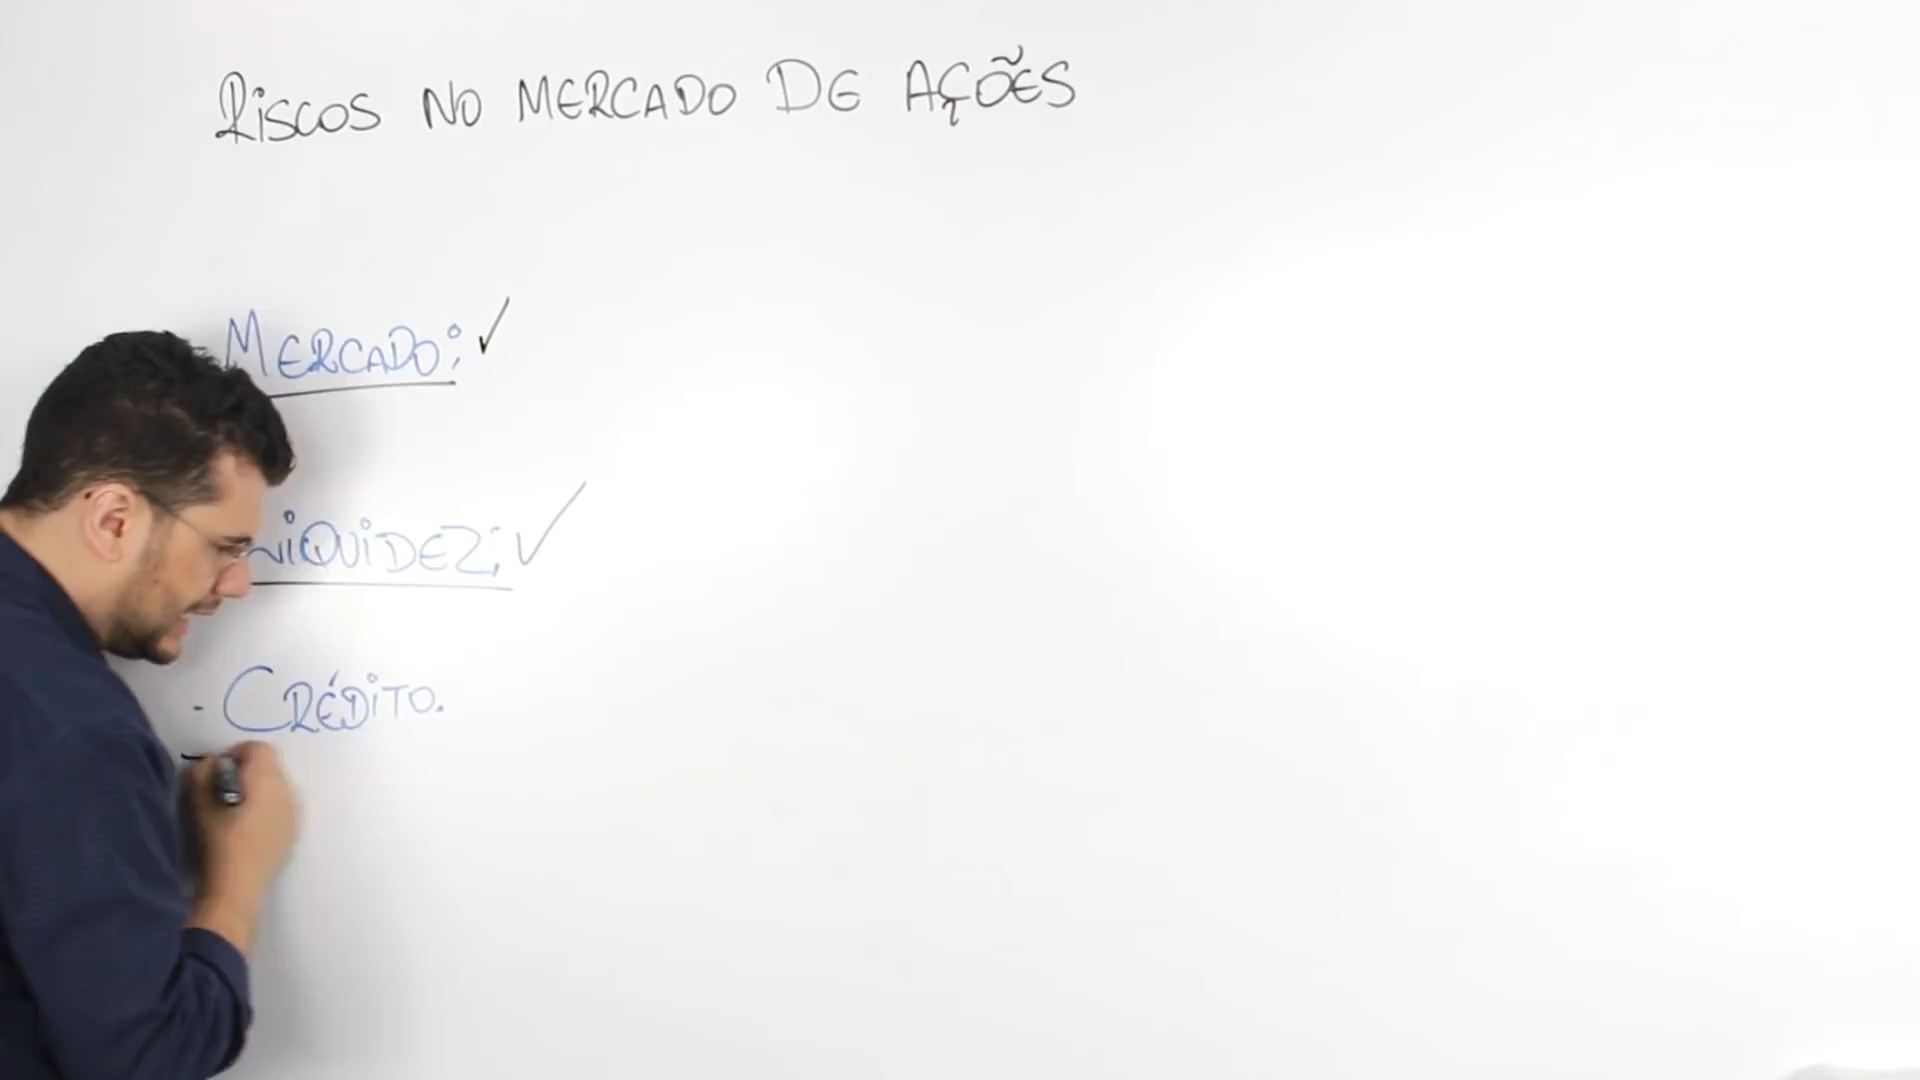 RiSCOS NO MERCADO DE AÇÕES
- MERCADO; ✓
LiQUiDEZ; ✓
- CRÉDiTO.